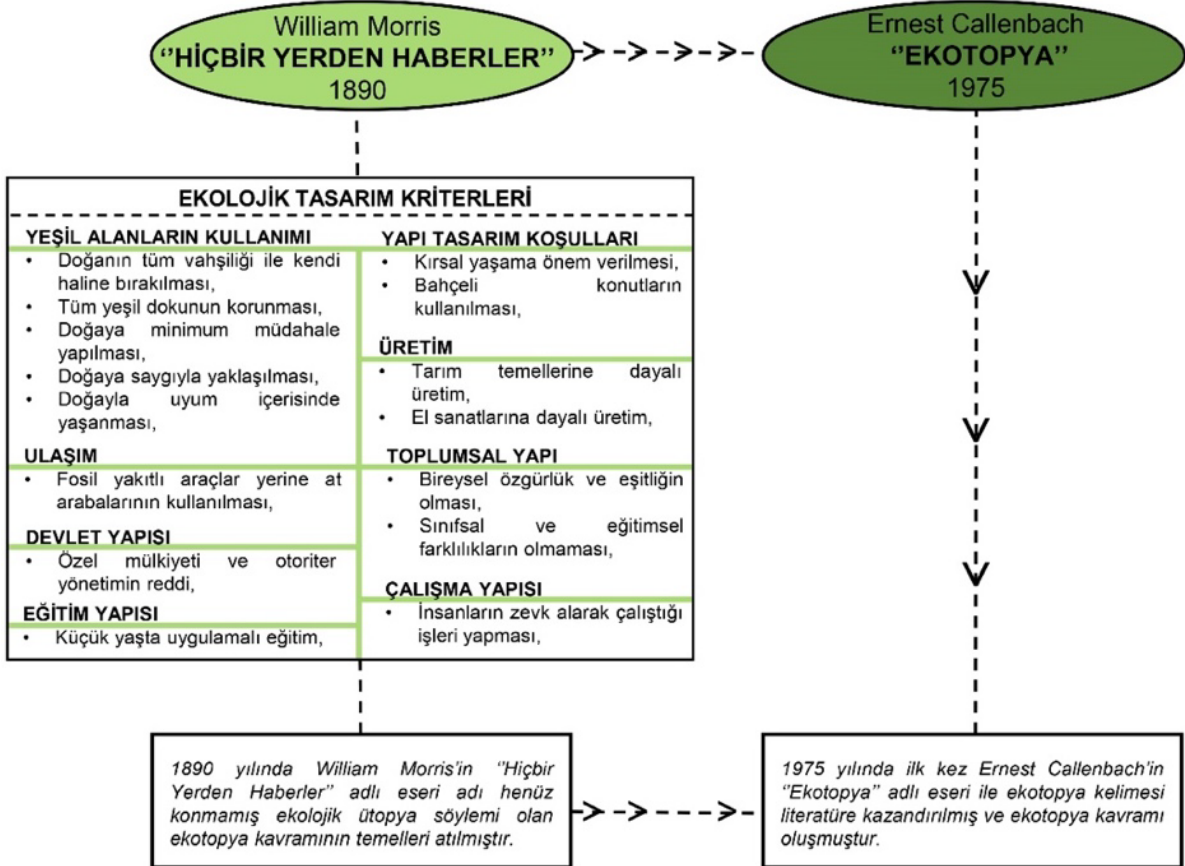 William Morris
‘‘HİÇBİR YERDEN HABERLER’’
1890
Ernest Callenbach
‘‘EKOTOPYA’’
1975
EKOLOJİK TASARIM KRİTERLERİ
YEŞİL ALANLARIN KULLANIMI
• Doğanın tüm vahşiliği ile kendi
haline bırakılması,
• Tüm yeşil dokunun korunması,
• Doğaya minimum müdahale
yapılması,
• Doğaya saygıyla yaklaşılması,
• Doğayla uyum içerisinde
yaşanması,
ULAŞIM
• Fosil yakıtlı araçlar yerine at
arabalarının kullanılması,
DEVLET YAPISI
• Özel mülkiyeti ve otoriter
yönetimin reddi,
EĞİTİM YAPISI
• Küçük yaşta uygulamalı eğitim,
YAPI TASARIM KOŞULLARI
• Kırsal yaşama önem verilmesi,
• Bahçeli konutların
kullanılması,
ÜRETİM
• Tarım temellerine dayalı
üretim,
• El sanatlarına dayalı üretim,
TOPLUMSAL YAPI
• Bireysel özgürlük ve eşitliğin
olması,
• Sınıfsal ve eğitimsel
farklılıkların olmaması,
ÇALIŞMA YAPISI
• İnsanların zevk alarak çalıştığı
işleri yapması,
1890 yılında William Morris’in ‘‘Hiçbir
Yerden Haberler’’ adlı eseri adı henüz
konmamış ekolojik ütopya söylemi olan
ekotopya kavramının temelleri atılmıştır.
1975 yılında ilk kez Ernest Callenbach’in
‘‘Ekotopya’’ adlı eseri ile ekotopya kelimesi
literatüre kazandırılmış ve ekotopya kavramı
oluşmuştur.